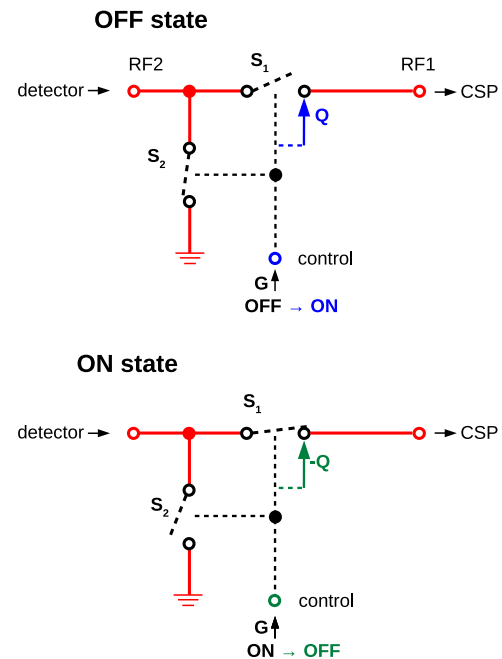 OFF state
RF2 S1 RF1
detector CSP
Q
S2
control
G
OFF → ON
ON state
S1
detector CSP
-Q
S2
control
G
ON → OFF